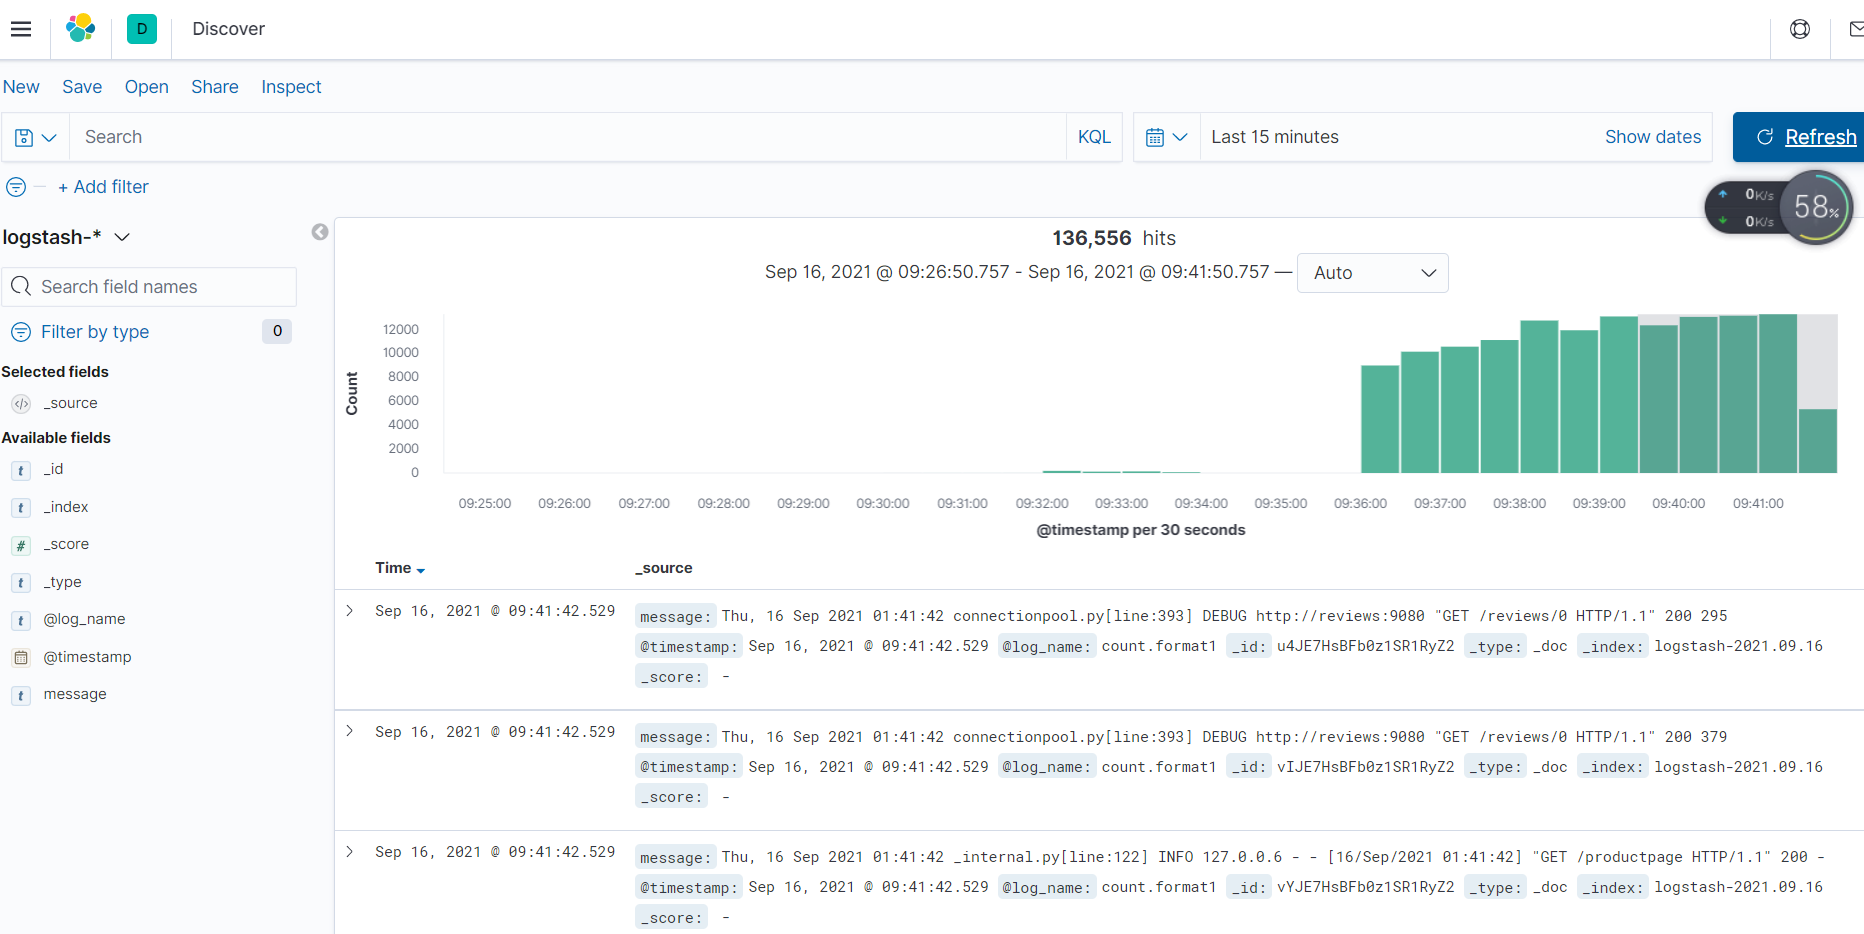 D Discover
New Save Open Share Inspect
Search KQL Last 15 minutes Show dates Refresh
+ Add filter
0K/s
0K/s
58%
logstash-*
Search field names
Filter by type 0
Selected fields
_source
Available fields
t _id
t _index
# _score
t _type
t @log_name
@timestamp
t message
136,556 hits
Sep 16, 2021 @ 09:26:50.757 - Sep 16, 2021 @ 09:41:50.757 — Auto
Count
12000
10000
8000
6000
4000
2000
0
09:25:00 09:26:00 09:27:00 09:28:00 09:29:00 09:30:00 09:31:00 09:32:00 09:33:00 09:34:00 09:35:00 09:36:00 09:37:00 09:38:00 09:39:00 09:40:00 09:41:00
@timestamp per 30 seconds
Time _source
Sep 16, 2021 @ 09:41:42.529 message: Thu, 16 Sep 2021 01:41:42 connectionpool.py[line:393] DEBUG http://reviews:9080 "GET /reviews/0 HTTP/1.1" 200 295
@timestamp: Sep 16, 2021 @ 09:41:42.529 @log_name: count.format1 _id: u4JE7HsBFb0z1SR1RyZ2 _type: _doc _index: logstash-2021.09.16
_score: -
Sep 16, 2021 @ 09:41:42.529 message: Thu, 16 Sep 2021 01:41:42 connectionpool.py[line:393] DEBUG http://reviews:9080 "GET /reviews/0 HTTP/1.1" 200 379
@timestamp: Sep 16, 2021 @ 09:41:42.529 @log_name: count.format1 _id: vIJE7HsBFb0z1SR1RyZ2 _type: _doc _index: logstash-2021.09.16
_score: -
Sep 16, 2021 @ 09:41:42.529 message: Thu, 16 Sep 2021 01:41:42 _internal.py[line:122] INFO 127.0.0.6 - - [16/Sep/2021 01:41:42] "GET /productpage HTTP/1.1" 200 -
@timestamp: Sep 16, 2021 @ 09:41:42.529 @log_name: count.format1 _id: vYJE7HsBFb0z1SR1RyZ2 _type: _doc _index: logstash-2021.09.16
_score: -